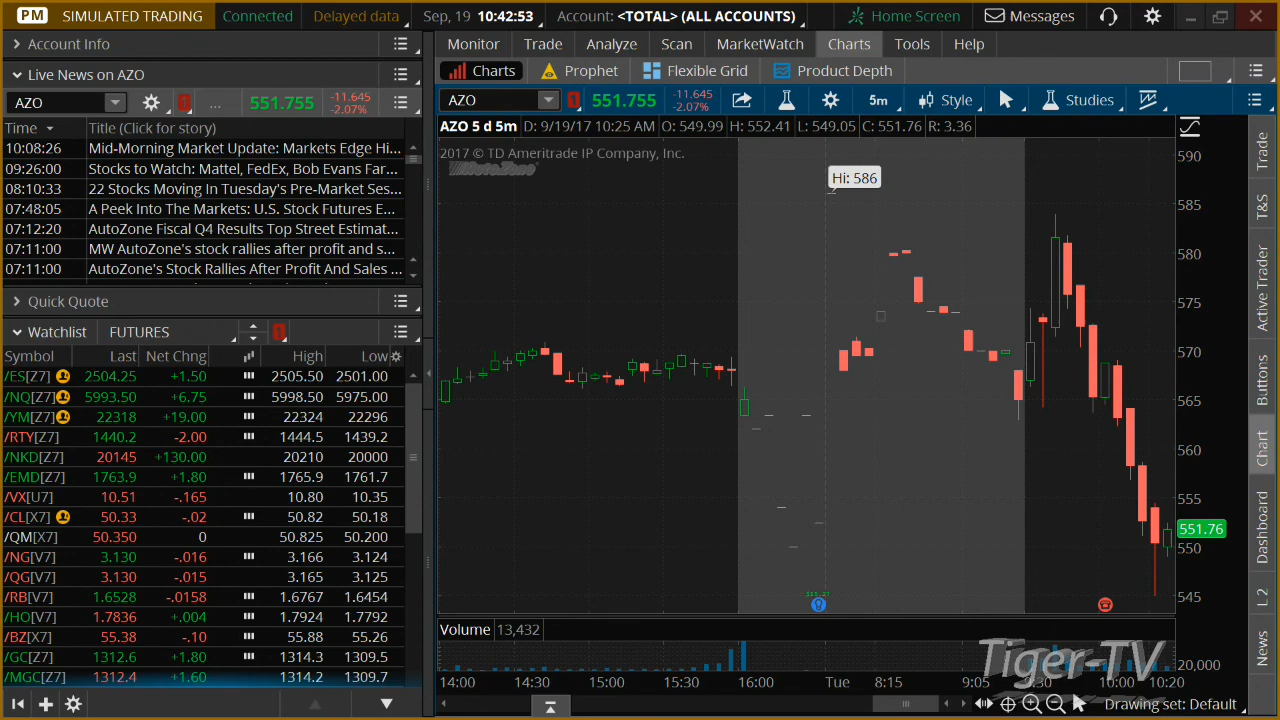 PM SIMULATED TRADING Connected Delayed data Sep, 19 10:42:53 Account: <TOTAL> (ALL ACCOUNTS) Home Screen Messages
Account Info
Monitor Trade Analyze Scan MarketWatch Charts Tools Help
Live News on AZO
Charts Prophet Flexible Grid Product Depth
AZO 1 ... 551.755 -11.645 -2.07%
AZO 1 551.755 -11.645 -2.07% 5m Style Studies
Time Title (Click for story)
10:08:26 Mid-Morning Market Update: Markets Edge Hi...
09:26:00 Stocks to Watch: Mattel, FedEx, Bob Evans Far...
08:10:33 22 Stocks Moving In Tuesday's Pre-Market Ses...
07:48:05 A Peek Into The Markets: U.S. Stock Futures E...
07:12:20 AutoZone Fiscal Q4 Results Top Street Estimat...
07:11:00 MW AutoZone's stock rallies after profit and s...
07:11:00 AutoZone's Stock Rallies After Profit And Sales ...
Quick Quote
Watchlist FUTURES 1
Symbol Last Net Chng High Low
/ES[Z7] 2504.25 +1.50 2505.50 2501.00
/NQ[Z7] 5993.50 +6.75 5998.50 5975.00
/YM[Z7] 22318 +19.00 22324 22296
/RTY[Z7] 1440.2 -2.00 1444.5 1439.2
/NKD[Z7] 20145 +130.00 20210 20000
/EMD[Z7] 1763.9 +1.80 1765.9 1761.7
/VX[U7] 10.51 -.165 10.80 10.35
/CL[X7] 50.33 -.02 50.82 50.18
/QM[X7] 50.350 0 50.825 50.200
/NG[V7] 3.130 -.016 3.166 3.124
/QG[V7] 3.130 -.015 3.165 3.125
/RB[V7] 1.6528 -.0158 1.6767 1.6454
/HO[V7] 1.7836 +.004 1.7924 1.7792
/BZ[X7] 55.38 -.10 55.88 55.26
/GC[Z7] 1312.6 +1.80 1314.3 1309.5
/MGC[Z7] 1312.4 +1.60 1314.2 1309.7
AZO 5 d 5m D: 9/19/17 10:25 AM O: 549.99 H: 552.41 L: 549.05 C: 551.76 R: 3.36
2017 © TD Ameritrade IP Company, Inc.
AutoZone
Hi: 586
590
585
580
575
570
565
560
555
551.76
550
545
Volume 13,432
20,000
Tiger-TV
14:00 14:30 15:00 15:30 16:00 Tue 8:15 9:05 9:30 10:00 10:20
Drawing set: Default
Trade
T&S
Active Trader
Buttons
Chart
Dashboard
L 2
News